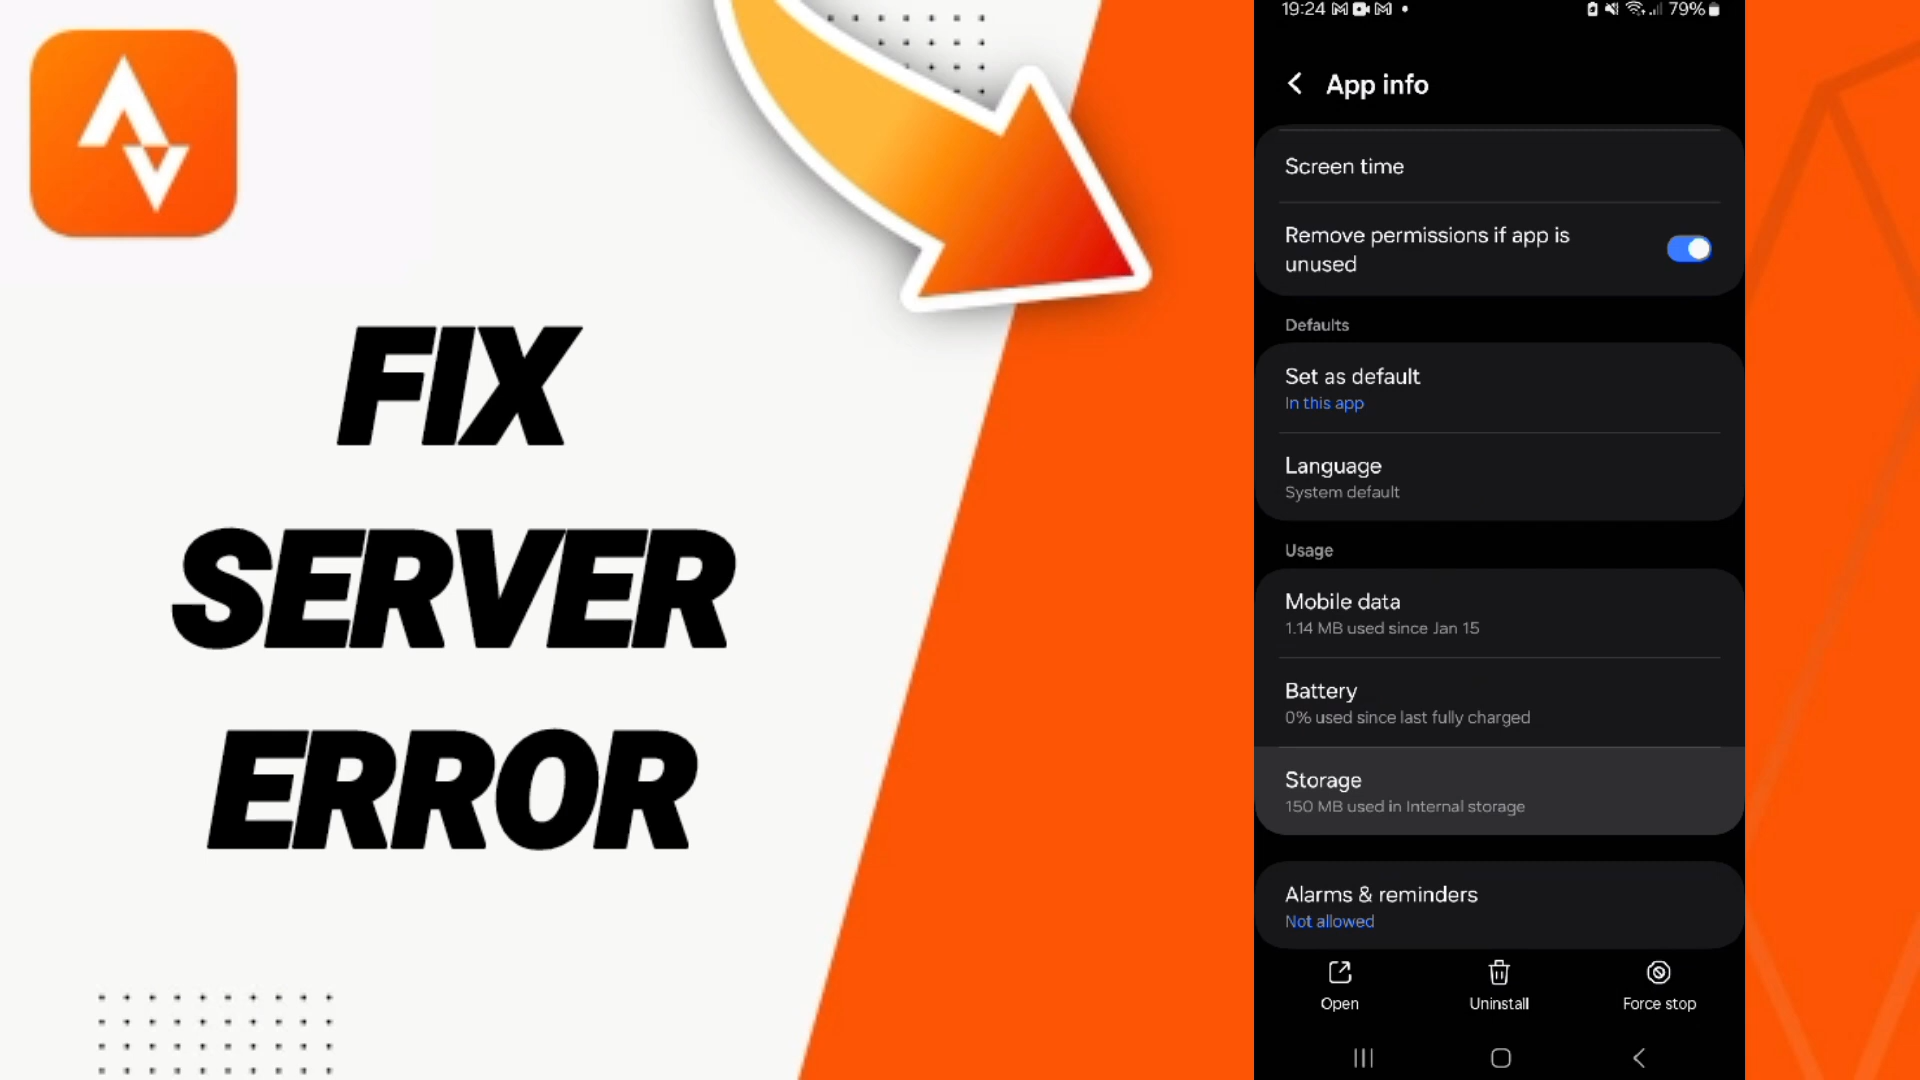 FIX
SERVER
ERROR
19:24
79%
App info
Screen time
Remove permissions if app is
unused
Defaults
Set as default
In this app
Language
System default
Usage
Mobile data
1.14 MB used since Jan 15
Battery
0% used since last fully charged
Storage
150 MB used in Internal storage
Alarms & reminders
Not allowed
Open
Uninstall
Force stop